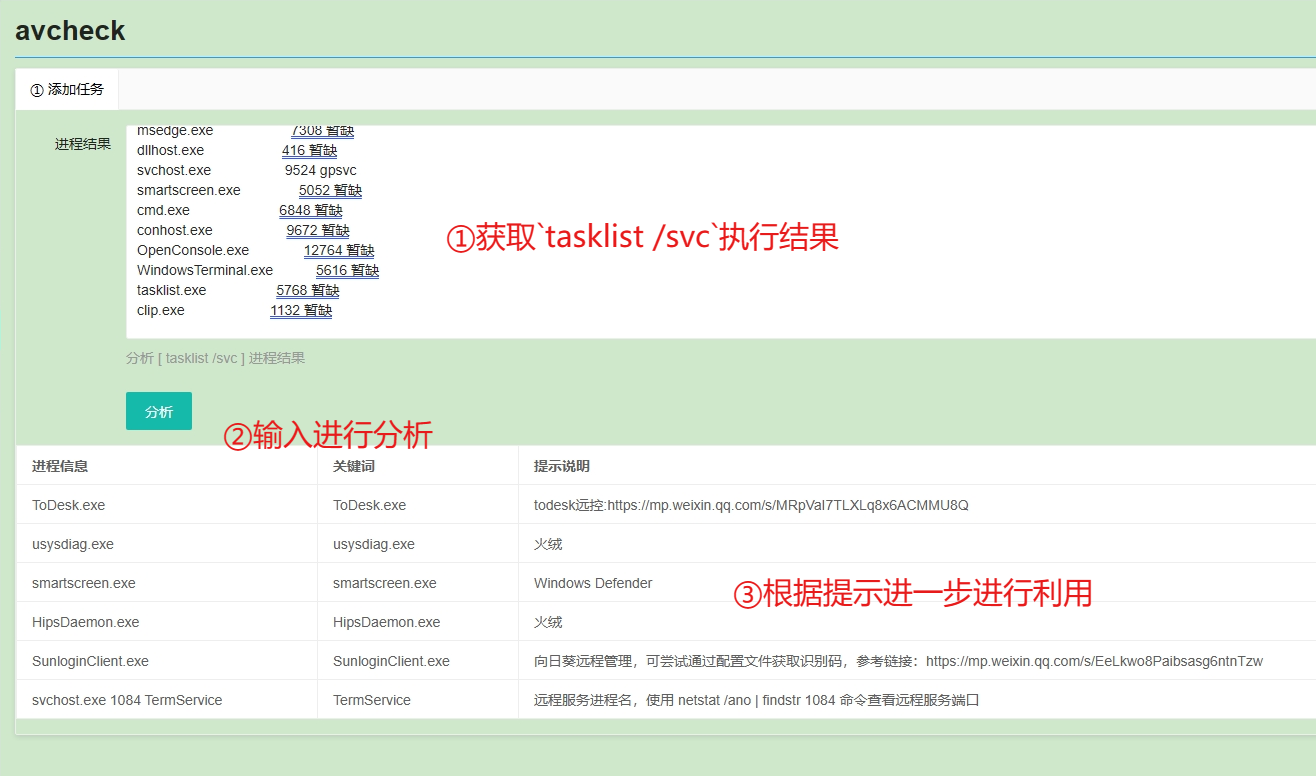 avcheck
① 添加任务
进程结果
msedge.exe 7308 暂缺
dllhost.exe 416 暂缺
svchost.exe 9524 gpsvc
smartscreen.exe 5052 暂缺
cmd.exe 6848 暂缺
conhost.exe 9672 暂缺
OpenConsole.exe 12764 暂缺
WindowsTerminal.exe 5616 暂缺
tasklist.exe 5768 暂缺
clip.exe 1132 暂缺
①获取`tasklist /svc`执行结果
分析 [ tasklist /svc ] 进程结果
分析
②输入进行分析
进程信息 关键词 提示说明
ToDesk.exe ToDesk.exe todesk远控:https://mp.weixin.qq.com/s/MRpVal7TLXLq8x6ACMMU8Q
usysdiag.exe usysdiag.exe 火绒
smartscreen.exe smartscreen.exe Windows Defender
③根据提示进一步进行利用
HipsDaemon.exe HipsDaemon.exe 火绒
SunloginClient.exe SunloginClient.exe 向日葵远程管理，可尝试通过配置文件获取识别码，参考链接：https://mp.weixin.qq.com/s/EeLkwo8Paibsasg6ntnTzw
svchost.exe 1084 TermService TermService 远程服务进程名，使用 netstat /ano | findstr 1084 命令查看远程服务端口